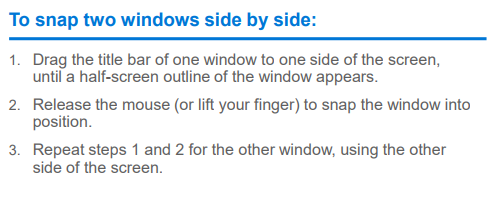 To snap two windows side by side:
1. Drag the title bar of one window to one side of the screen,
until a half-screen outline of the window appears.
2. Release the mouse (or lift your finger) to snap the window into
position.
3. Repeat steps 1 and 2 for the other window, using the other
side of the screen.